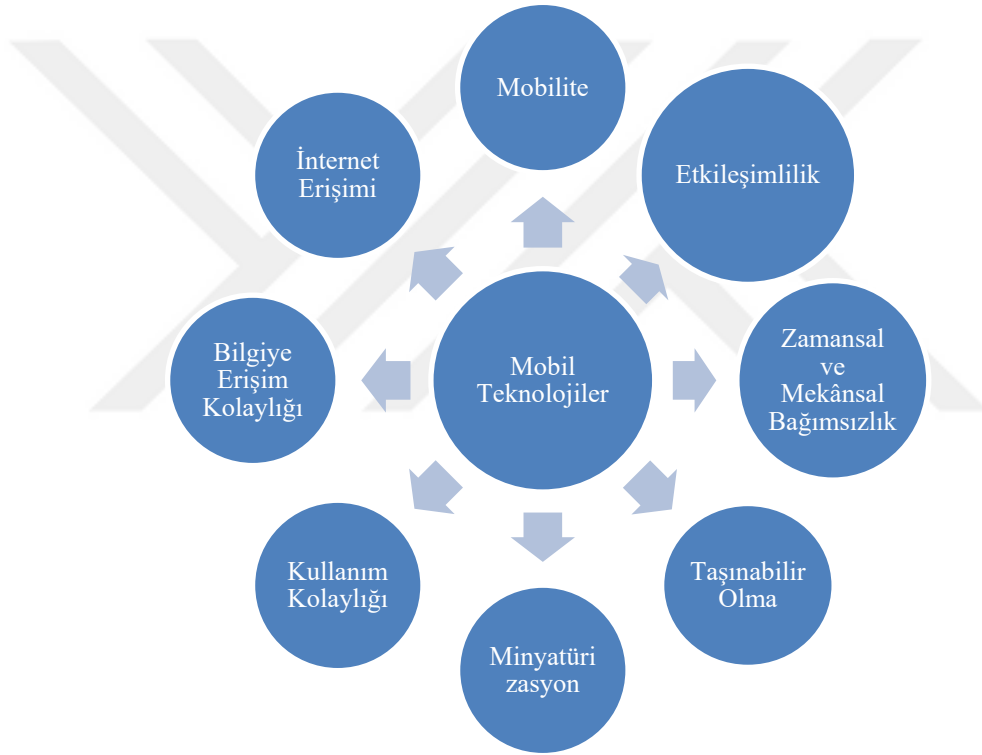 Mobilite
Etkileşimlilik
İnternet
Erişimi
Zamansal
ve
Mekânsal
Bağımsızlık
Mobil
Teknolojiler
Bilgiye
Erişim
Kolaylığı
Taşınabilir
Olma
Kullanım
Kolaylığı
Minyatüri
zasyon